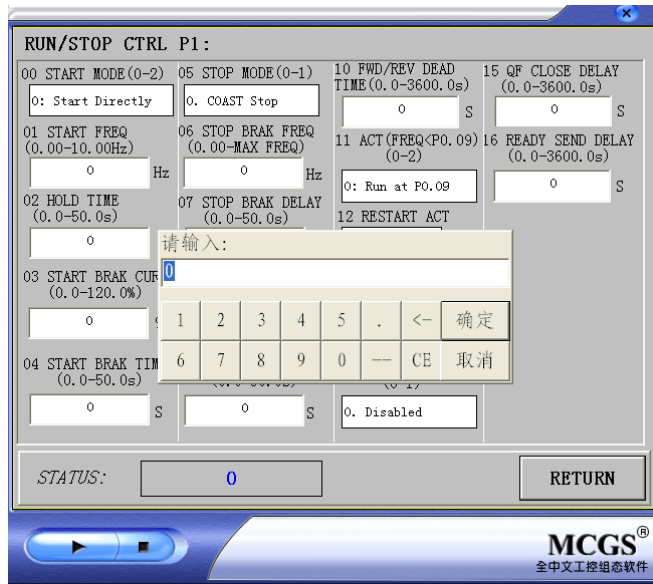 RUN/STOP CTRL P1:
00 START MODE(0-2)
0: Start Directly
01 START FREQ
(0.00-10.00Hz)
0
Hz
02 HOLD TIME
(0.0-50.0s)
0
03 START BRAK CUR
(0.0-120.0%)
0
04 START BRAK TIM
(0.0-50.0s)
0
S
05 STOP MODE(0-1)
0. COAST Stop
06 STOP BRAK FREQ
(0.00-MAX FREQ)
0
Hz
07 STOP BRAK DELAY
(0.0-50.0s)
0
S
10 FWD/REV DEAD
TIME(0.0-3600.0s)
0
S
11 ACT(FREQ<P0.09)
(0-2)
0: Run at P0.09
12 RESTART ACT
0. Disabled
15 QF CLOSE DELAY
(0.0-3600.0s)
0
S
16 READY SEND DELAY
(0.0-3600.0s)
0
S
请输入:
0
1 2 3 4 5 . <- 确定
6 7 8 9 0 -- CE 取消
STATUS:
0
RETURN
MCGS®
全中文工控组态软件